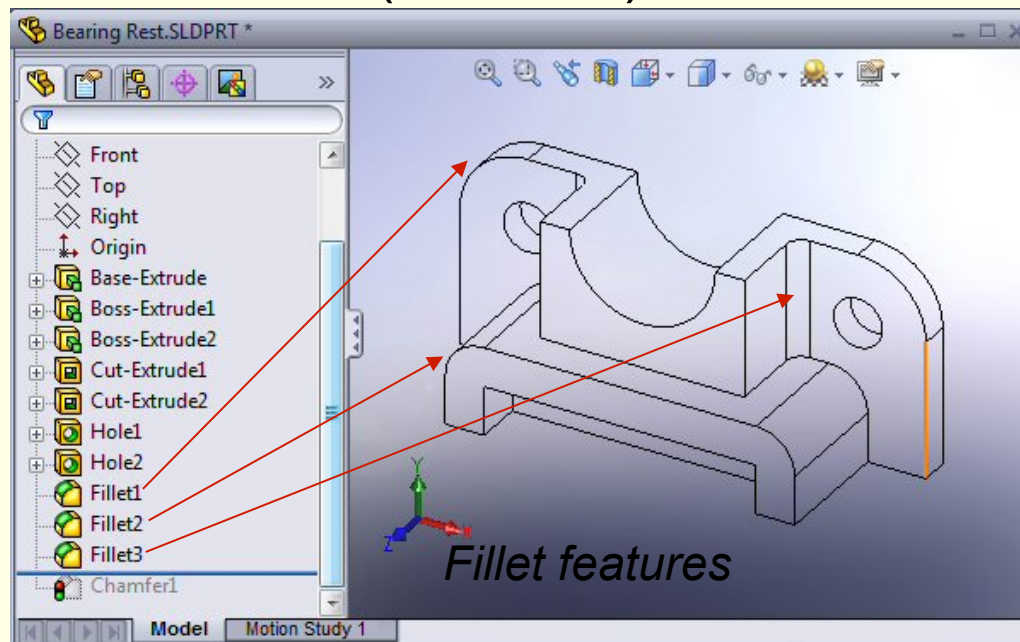 Bearing Rest.SLDPRT *
Front
Top
Right
Origin
Base-Extrude
Boss-Extrude1
Boss-Extrude2
Cut-Extrude1
Cut-Extrude2
Hole1
Hole2
Fillet1
Fillet2
Fillet3
Chamfer1
Y
X
Z
Fillet features
Model
Motion Study 1